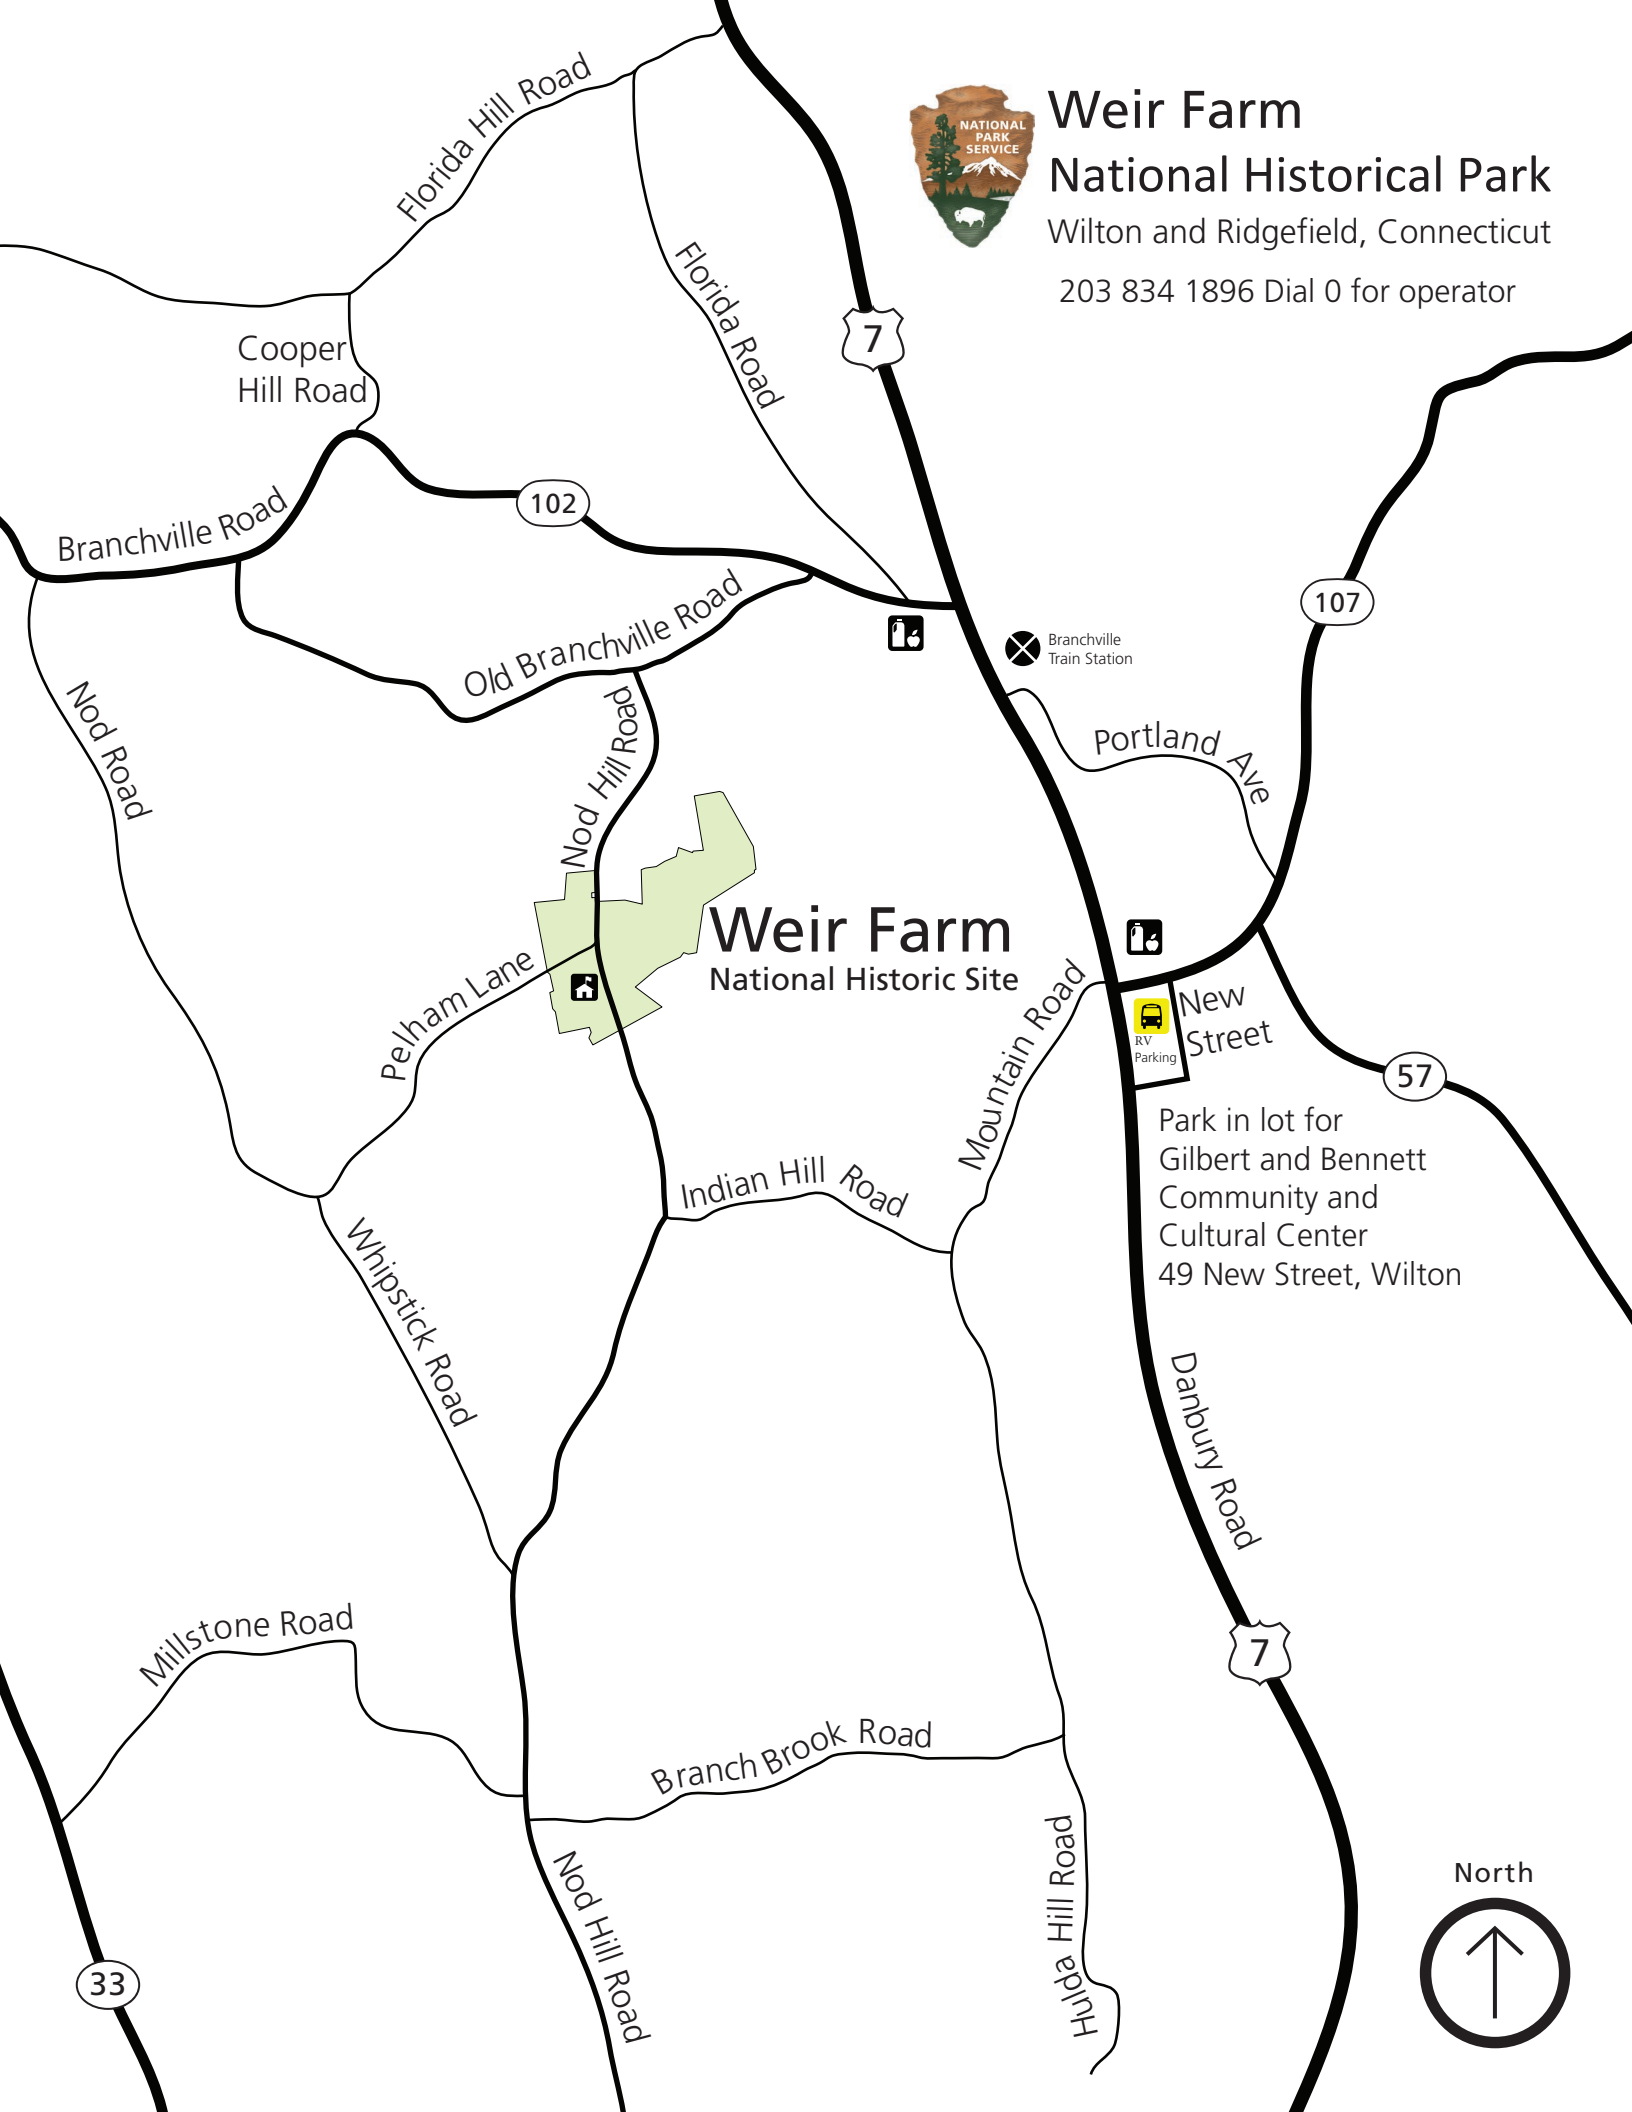 Florida Hill Road
NATIONAL
PARK
SERVICE
Weir Farm
National Historical Park
Wilton and Ridgefield, Connecticut
203 834 1896 Dial 0 for operator
Florida Road
7
Cooper
Hill Road
Branchville Road
102
107
Old Branchville Road
Branchville
Train Station
Nod Road
Nod Hill Road
Portland Ave
Weir Farm
National Historic Site
Pelham Lane
Mountain Road
New
Street
RV
Parking
57
Park in lot for
Gilbert and Bennett
Community and
Cultural Center
49 New Street, Wilton
Indian Hill Road
Whipstick Road
Danbury Road
Millstone Road
7
Branch Brook Road
Hulda Hill Road
Nod Hill Road
33
North